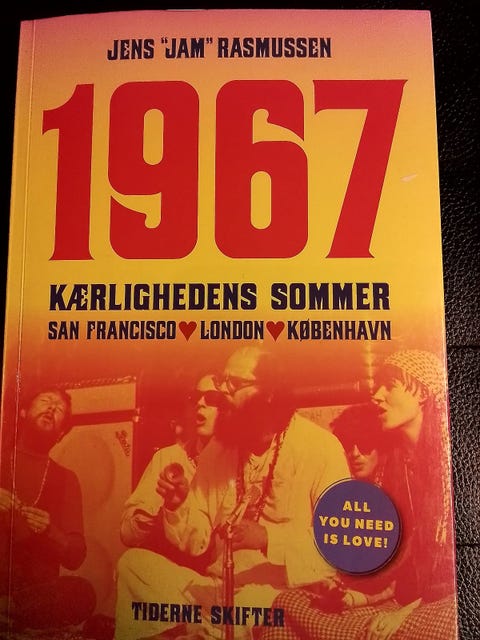 JENS "JAM" RASMUSSEN
1967
KÆRLIGHEDENS SOMMER
SAN FRANCISCO♥LONDON♥KØBENHAVN
ALL
YOU NEED
IS LOVE!
TIDERNE SKIFTER